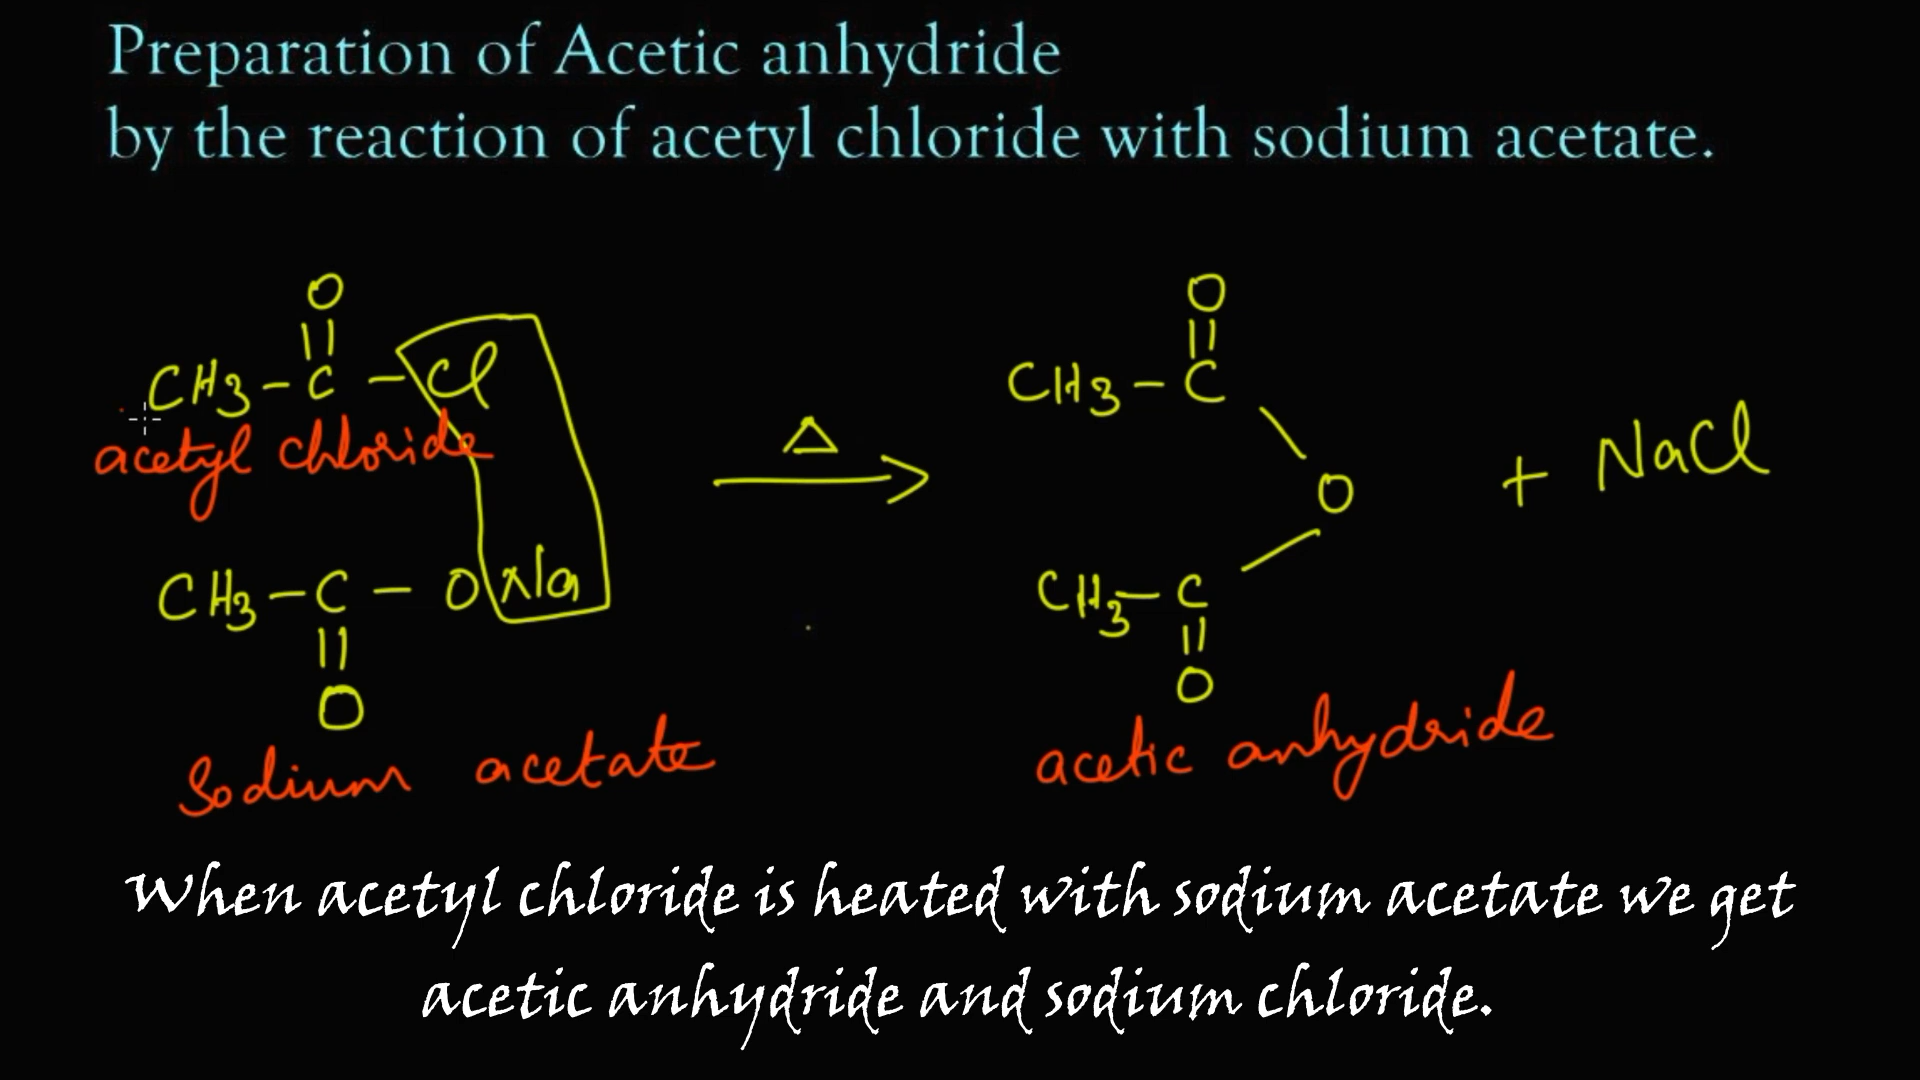 Preparation of Acetic anhydride
by the reaction of acetyl chloride with sodium acetate.
O
||
CH3 - C - Cl
acetyl chloride
CH3 - C - ONa
||
O
Sodium acetate
Δ
O
||
CH3 - C
O
+ NaCl
CH3 - C
||
O
acetic anhydride
When acetyl chloride is heated with sodium acetate we get
acetic anhydride and sodium chloride.